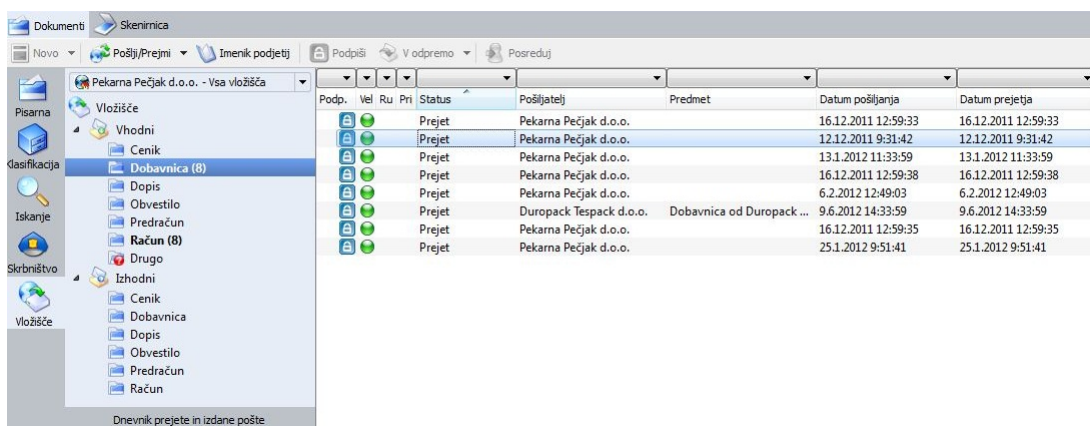 Dokumenti Skenirnica
Novo Pošlji/Prejmi Imenik podjetij Podpiši V odpremo Posreduj
Pisarna
Klasifikacija
Iskanje
Skrbništvo
Vložišče
Pekarna Pečjak d.o.o. - Vsa vložišča
Vložišče
Vhodni
Cenik
Dobavnica (8)
Dopis
Obvestilo
Predračun
Račun (8)
Drugo
Izhodni
Cenik
Dobavnica
Dopis
Obvestilo
Predračun
Račun
Dnevnik prejete in izdane pošte
Podp. Vel Ru Pri Status Pošiljatelj Predmet Datum pošiljanja Datum prejetja
Prejet Pekarna Pečjak d.o.o. 16.12.2011 12:59:33 16.12.2011 12:59:33
Prejet Pekarna Pečjak d.o.o. 12.12.2011 9:31:42 12.12.2011 9:31:42
Prejet Pekarna Pečjak d.o.o. 13.1.2012 11:33:59 13.1.2012 11:33:59
Prejet Pekarna Pečjak d.o.o. 16.12.2011 12:59:38 16.12.2011 12:59:38
Prejet Pekarna Pečjak d.o.o. 6.2.2012 12:49:03 6.2.2012 12:49:03
Prejet Duropack Tespack d.o.o. Dobavnica od Duropack ... 9.6.2012 14:33:59 9.6.2012 14:33:59
Prejet Pekarna Pečjak d.o.o. 16.12.2011 12:59:35 16.12.2011 12:59:35
Prejet Pekarna Pečjak d.o.o. 25.1.2012 9:51:41 25.1.2012 9:51:41